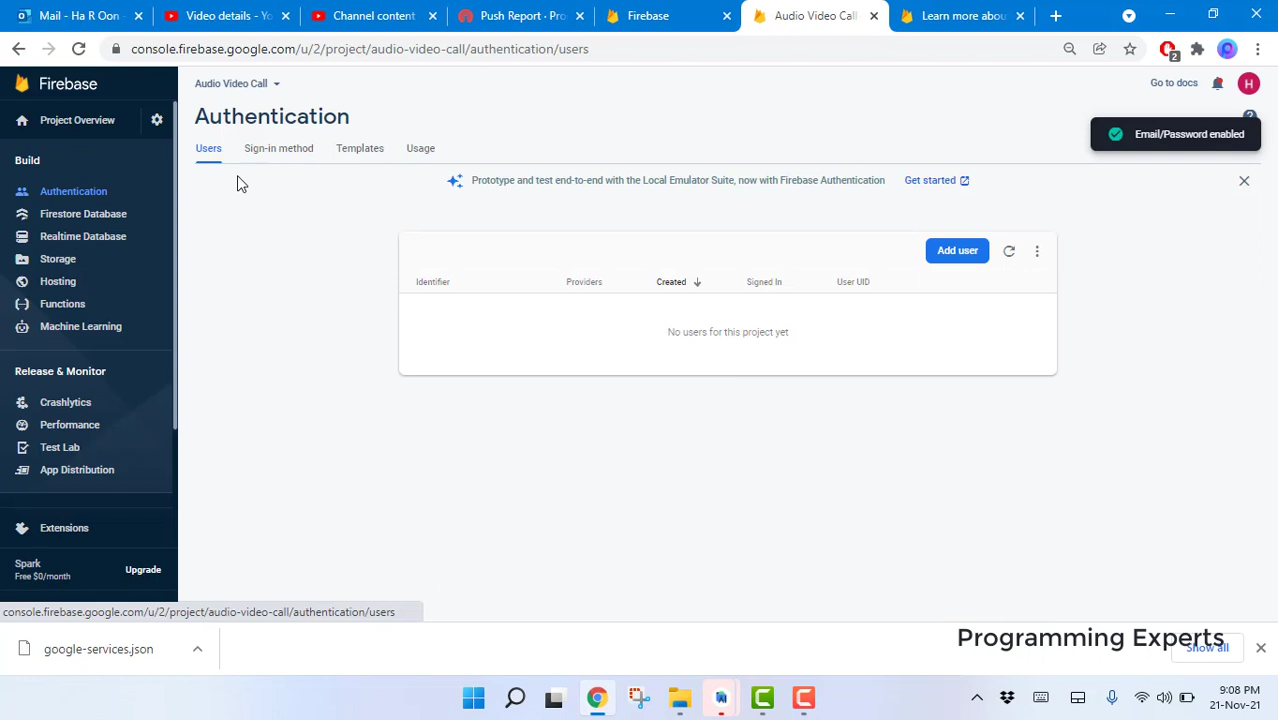 Mail - Ha Roon -
Video details - Yo
Channel content
Push Report · Pro
Firebase
Audio Video Call
Learn more abou
console.firebase.google.com/u/2/project/audio-video-call/authentication/users
2
Firebase
Audio Video Call
Go to docs
H
Project Overview
Authentication
Email/Password enabled
Build
Users
Sign-in method
Templates
Usage
Authentication
Prototype and test end-to-end with the Local Emulator Suite, now with Firebase Authentication
Get started
Firestore Database
Realtime Database
Add user
Storage
Hosting
Identifier
Providers
Created
Signed In
User UID
Functions
Machine Learning
No users for this project yet
Release & Monitor
Crashlytics
Performance
Test Lab
App Distribution
Extensions
Spark
Free $0/month
Upgrade
console.firebase.google.com/u/2/project/audio-video-call/authentication/users
google-services.json
Programming Experts
Show all
9:08 PM
21-Nov-21